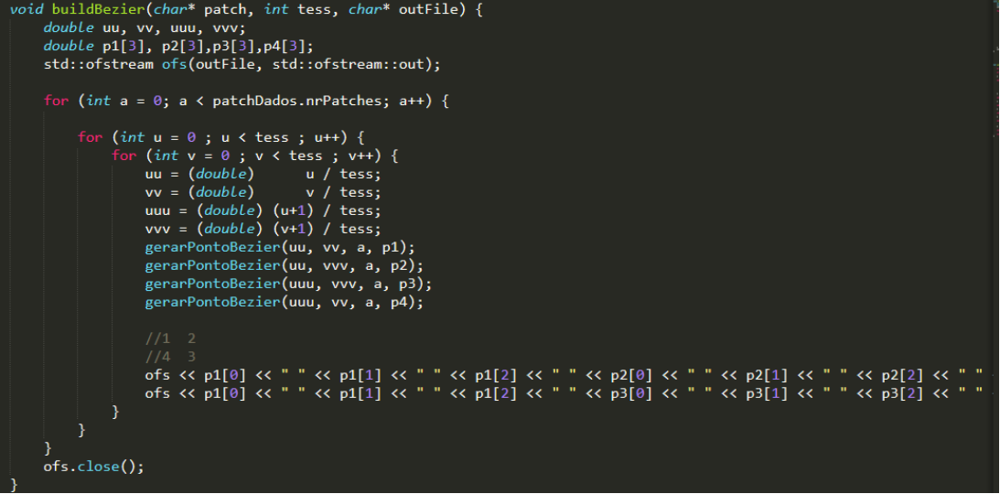 void buildBezier(char* patch, int tess, char* outFile) {
    double uu, vv, uuu, vvv;
    double p1[3], p2[3],p3[3],p4[3];
    std::ofstream ofs(outFile, std::ofstream::out);
    for (int a = 0; a < patchDados.nrPatches; a++) {
        for (int u = 0 ; u < tess ; u++) {
            for (int v = 0 ; v < tess ; v++) {
                uu = (double)      u / tess;
                vv = (double)      v / tess;
                uuu = (double) (u+1) / tess;
                vvv = (double) (v+1) / tess;
                gerarPontoBezier(uu, vv, a, p1);
                gerarPontoBezier(uu, vvv, a, p2);
                gerarPontoBezier(uuu, vvv, a, p3);
                gerarPontoBezier(uuu, vv, a, p4);
                //1  2
                //4  3
                ofs << p1[0] << " " << p1[1] << " " << p1[2] << " " << p2[0] << " " << p2[1] << " " << p2[2] << " "
                ofs << p1[0] << " " << p1[1] << " " << p1[2] << " " << p3[0] << " " << p3[1] << " " << p3[2] << " "
            }
        }
    }
    ofs.close();
}